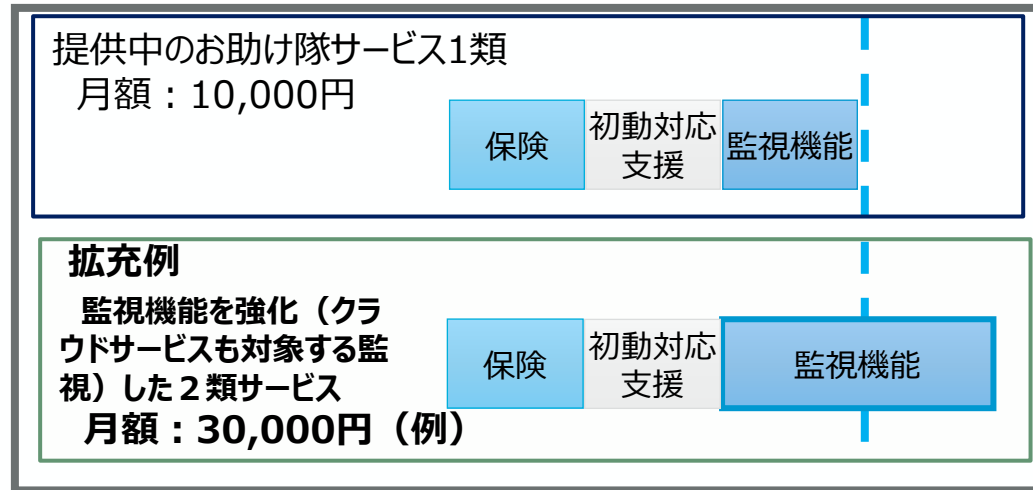 提供中のお助け隊サービス1類
月額：10,000円
保険
初動対応
支援
監視機能
拡充例
監視機能を強化（クラ
ウドサービスも対象する監
視）した２類サービス
月額：30,000円（例）
保険
初動対応
支援
監視機能